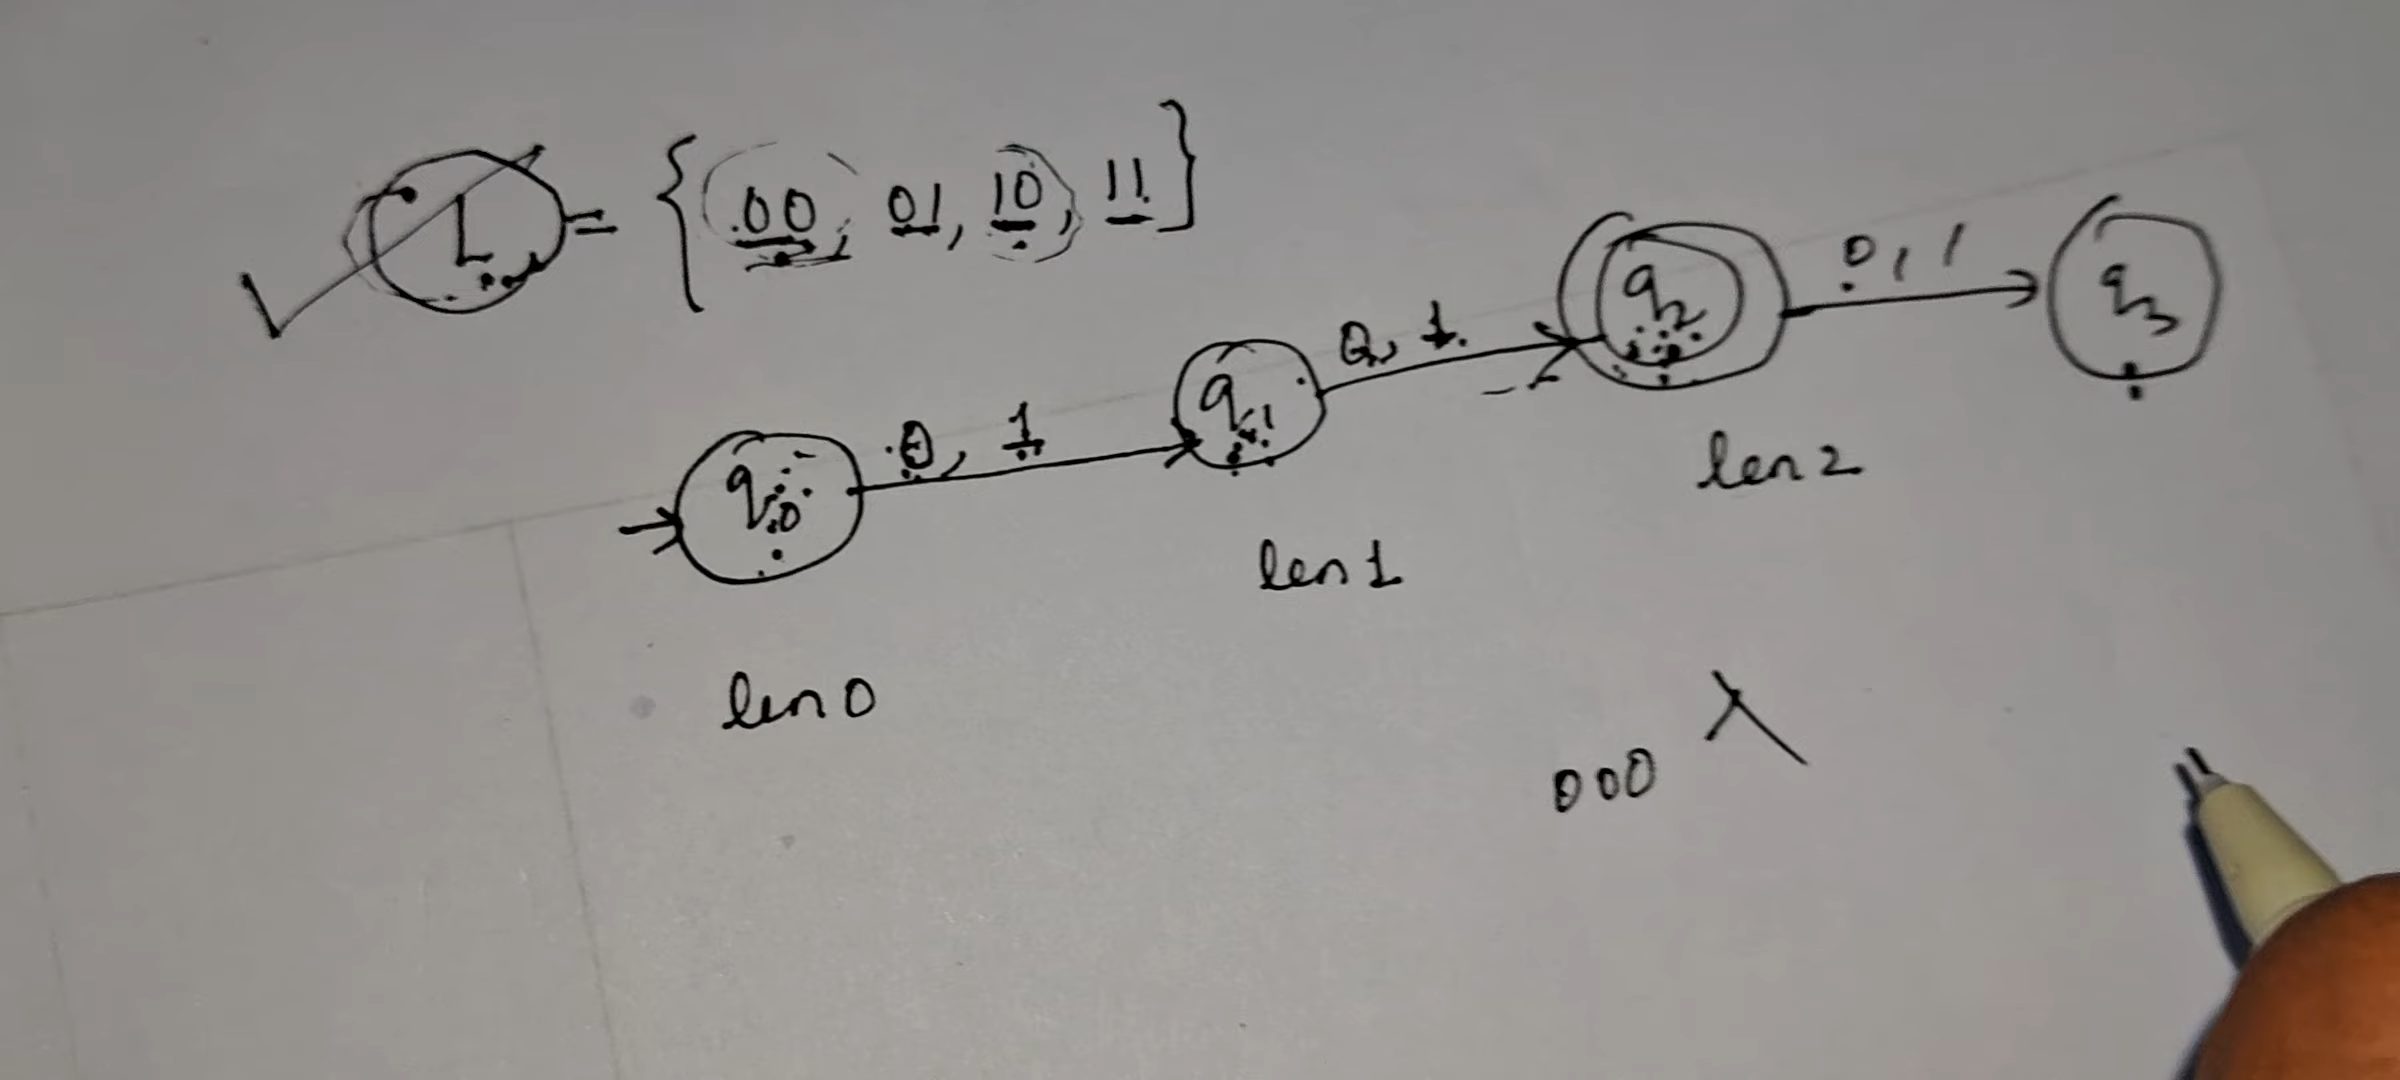 L = {00, 01, 10, 11}
q0 0, 1 q1 0, 1 q2 0, 1 q3
len 0 len 1 len 2
000